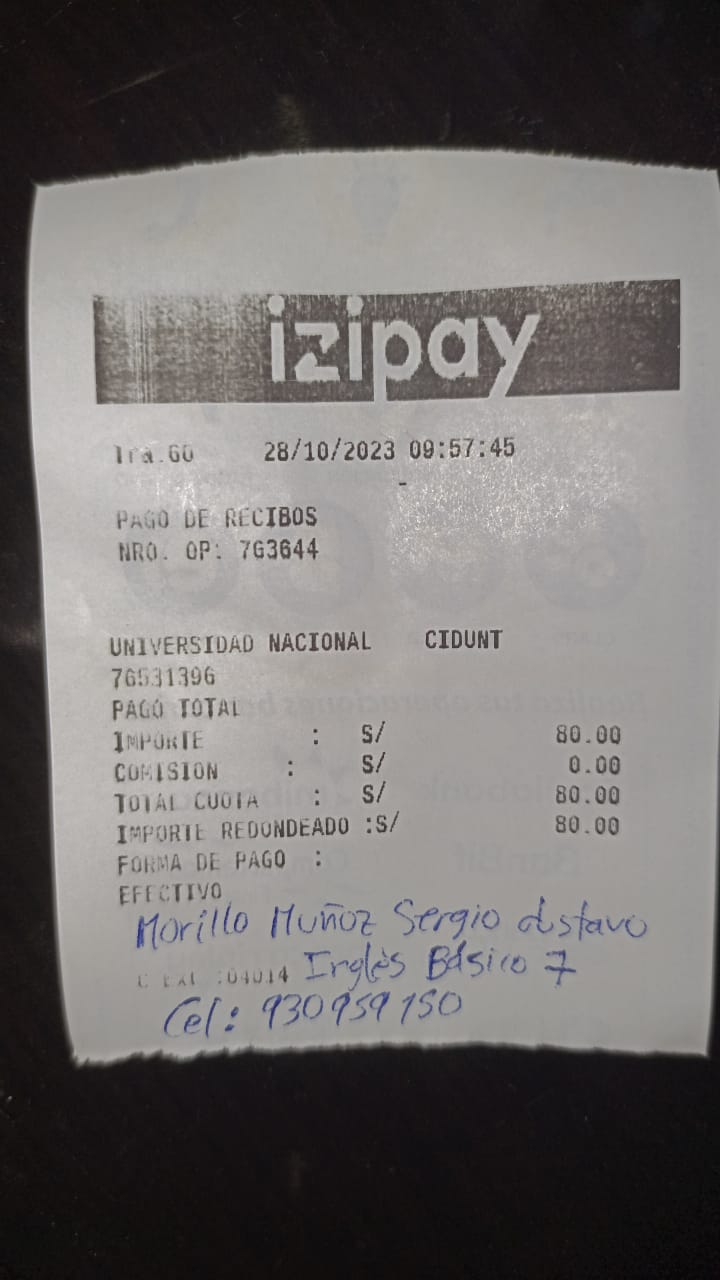 izipay
Tra.60 28/10/2023 09:57:45
-
PAGO DE RECIBOS
NRO. OP: 763644
UNIVERSIDAD NACIONAL CIDUNT
76531396
PAGO TOTAL
IMPORTE : S/ 80.00
COMISION : S/ 0.00
TOTAL CUOTA : S/ 80.00
IMPORTE REDONDEADO :S/ 80.00
FORMA DE PAGO :
EFECTIVO
Morillo Muñoz Sergio Gustavo
:04014 Inglès Básico 7
Cel: 930959150